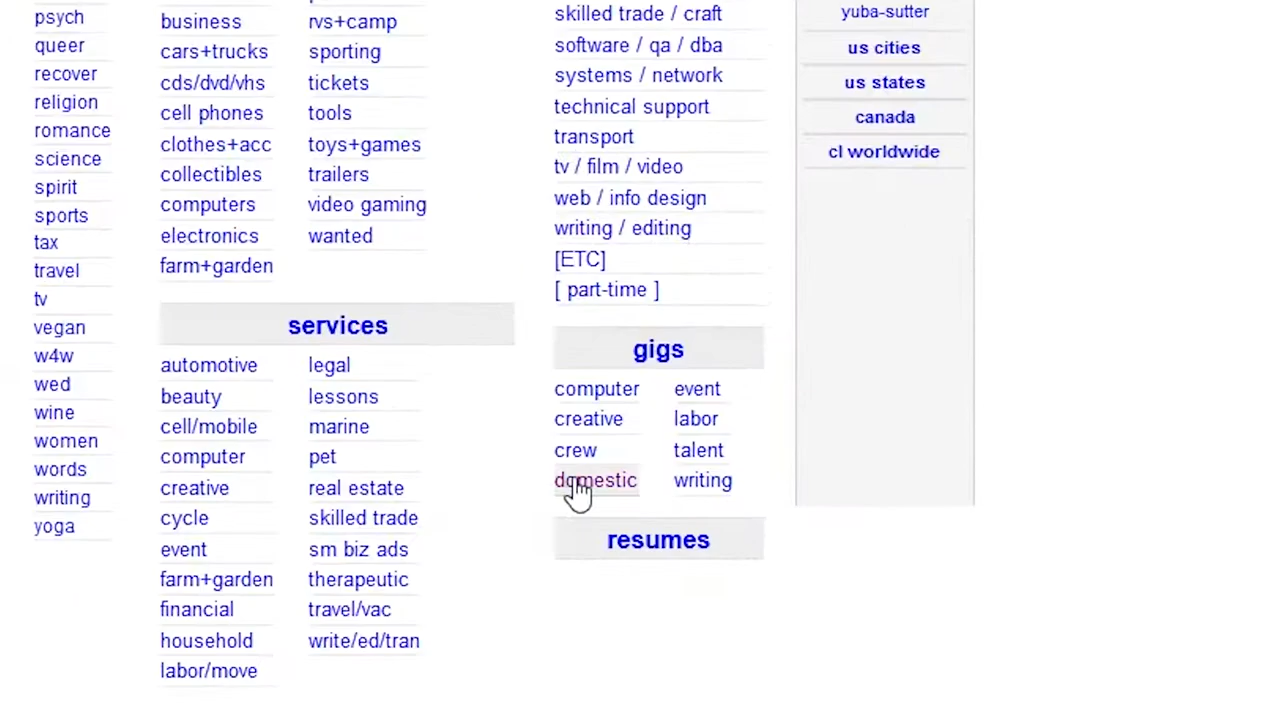 psych
queer
recover
religion
romance
science
spirit
sports
tax
travel
tv
vegan
w4w
wed
wine
women
words
writing
yoga
business
cars+trucks
cds/dvd/vhs
cell phones
clothes+acc
collectibles
computers
electronics
farm+garden
rvs+camp
sporting
tickets
tools
toys+games
trailers
video gaming
wanted
services
automotive
beauty
cell/mobile
computer
creative
cycle
event
farm+garden
financial
household
labor/move
legal
lessons
marine
pet
real estate
skilled trade
sm biz ads
therapeutic
travel/vac
write/ed/tran
skilled trade / craft
software / qa / dba
systems / network
technical support
transport
tv / film / video
web / info design
writing / editing
[ETC]
[ part-time ]
gigs
computer
creative
crew
domestic
event
labor
talent
writing
resumes
yuba-sutter
us cities
us states
canada
cl worldwide